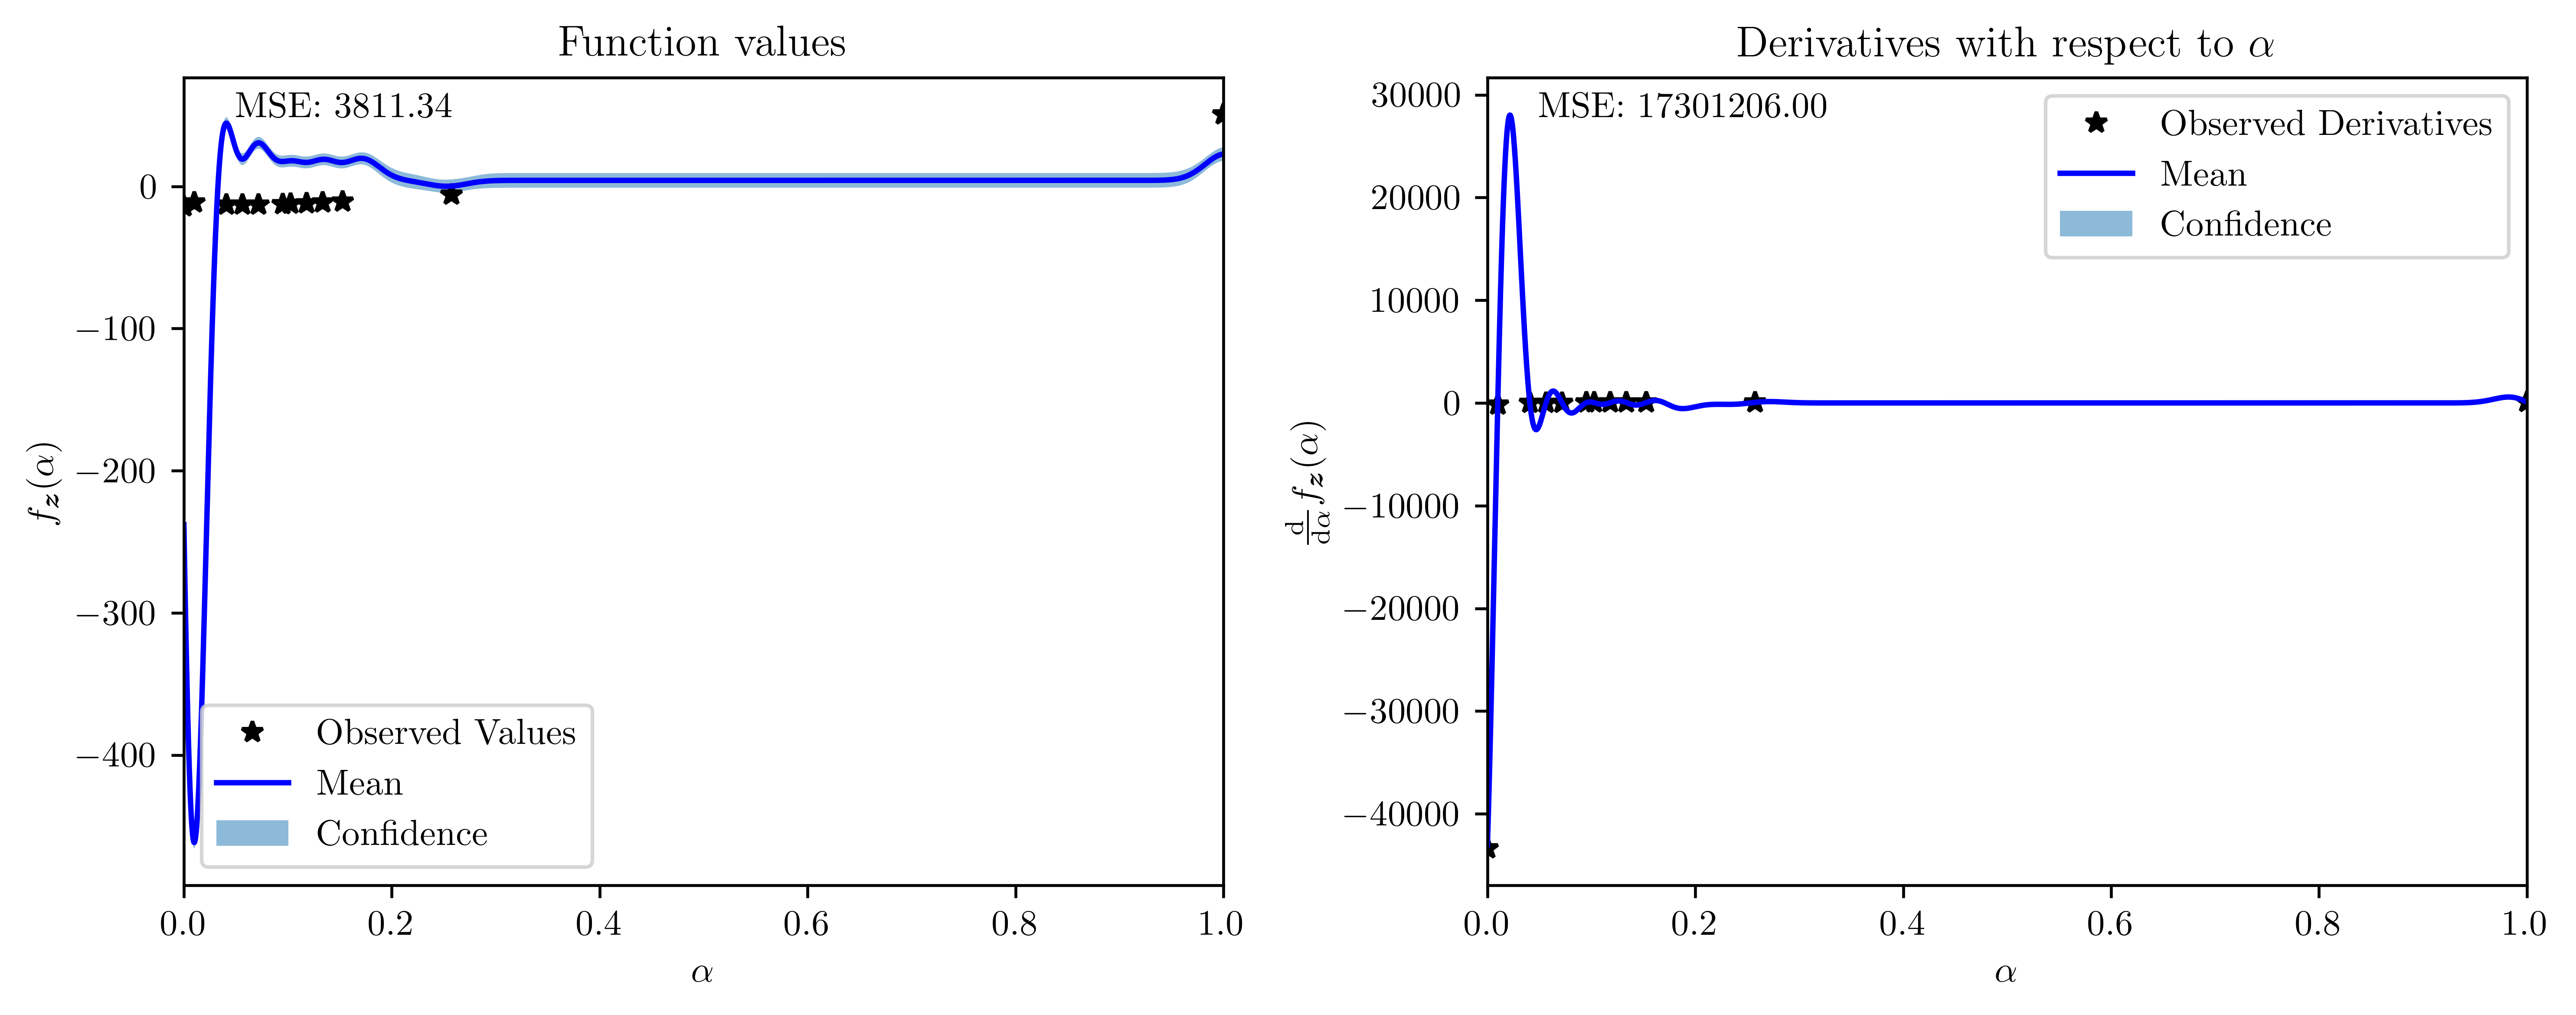 Function values
MSE: 3811.34
0
−100
−200
−300
−400
f_z(α)
Observed Values
Mean
Confidence
0.0 0.2 0.4 0.6 0.8 1.0
α
Derivatives with respect to α
MSE: 17301206.00
30000
20000
10000
0
−10000
−20000
−30000
−40000
d/dα f_z(α)
Observed Derivatives
Mean
Confidence
0.0 0.2 0.4 0.6 0.8 1.0
α